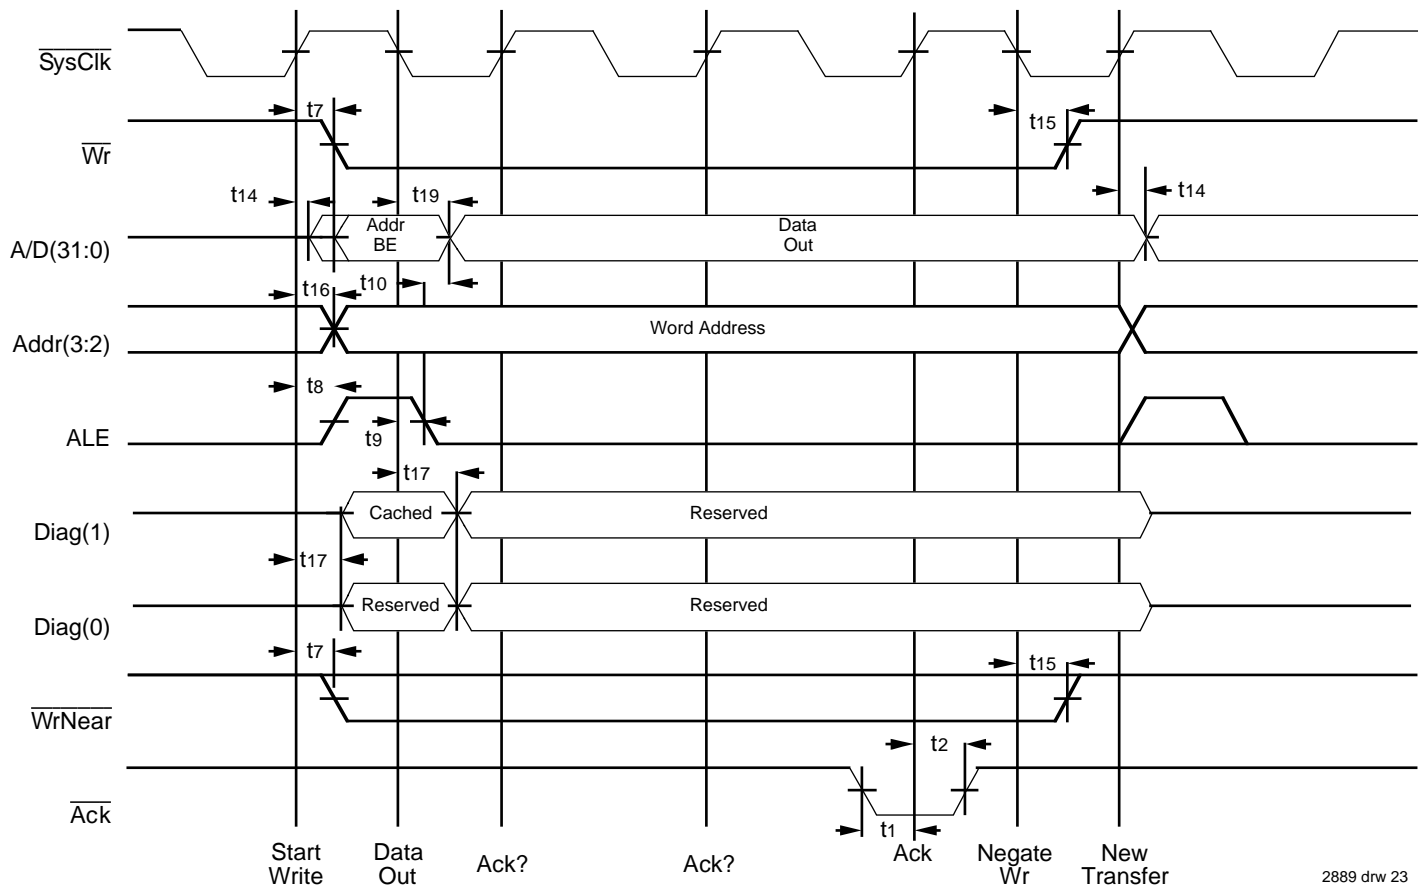 SysClk
t7
t15
Wr
t14
t19
t14
Addr
BE
Data
Out
A/D(31:0)
t16
t10
Word Address
Addr(3:2)
t8
t9
ALE
t17
Cached
Reserved
Diag(1)
t17
Reserved
Reserved
Diag(0)
t7
t15
WrNear
t2
Ack
t1
Start
Write
Data
Out
Ack?
Ack?
Ack
Negate
Wr
New
Transfer
2889 drw 23